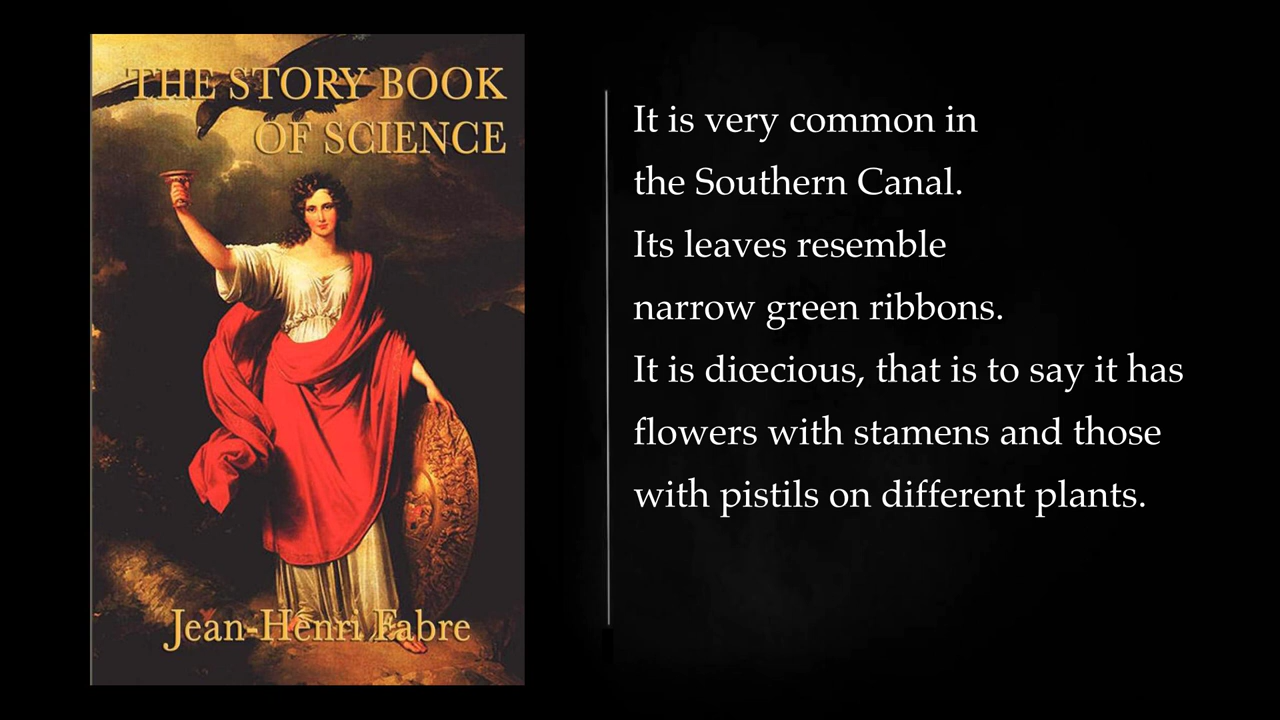 THE STORY BOOK
OF SCIENCE
Jean-Henri Fabre
It is very common in
the Southern Canal.
Its leaves resemble
narrow green ribbons.
It is diœcious, that is to say it has
flowers with stamens and those
with pistils on different plants.